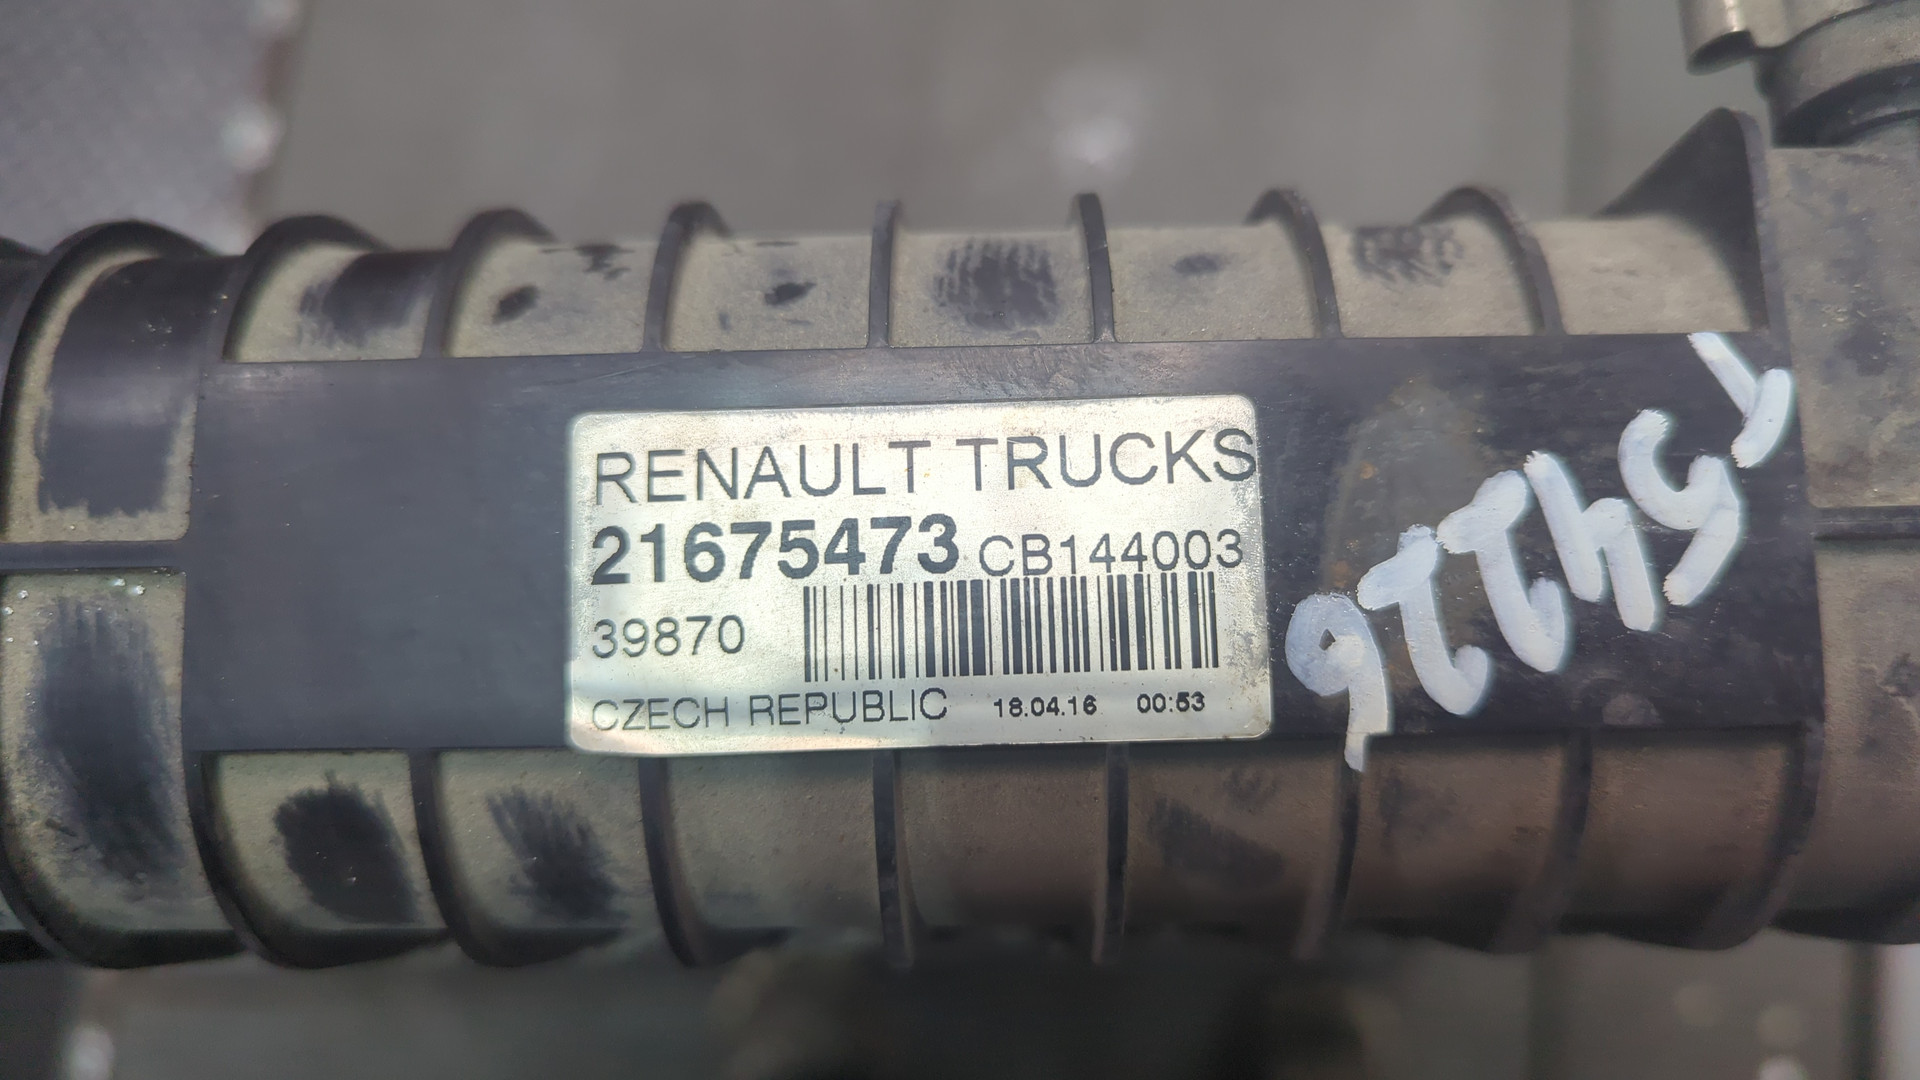 RENAULT TRUCKS
21675473 CB144003
39870
CZECH REPUBLIC 18.04.16 00:53